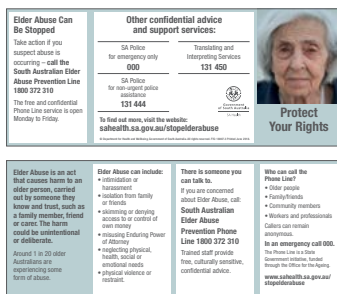 Elder Abuse Can
Be Stopped
Take action if you
suspect abuse is
occurring – call the
South Australian Elder
Abuse Prevention Line
1800 372 310
The free and confidential
Phone Line service is open
Monday to Friday.
Other confidential advice
and support services:
SA Police
for emergency only
000
Translating and
Interpreting Services
131 450
SA Police
for non-urgent police
assistance
131 444
To find out more, visit the website:
sahealth.sa.gov.au/stopelderabuse
Government
of South Australia
SA Health
Protect
Your Rights
Elder Abuse is an act
that causes harm to an
older person, carried
out by someone they
know and trust, such as
a family member, friend
or carer. The harm
could be unintentional
or deliberate.
Around 1 in 20 older
Australians are
experiencing some
form of abuse.
Elder Abuse can include:
• intimidation or
harassment
• isolation from family
or friends
• skimming or denying
access to or control of
own money
• misusing Enduring Power
of Attorney
• neglecting physical,
health, social or
emotional needs
• physical violence or
restraint.
There is someone you
can talk to.
If you are concerned
about Elder Abuse, call:
South Australian
Elder Abuse
Prevention Phone
Line 1800 372 310
Trained staff provide
free, culturally sensitive,
confidential advice.
Who can call the
Phone Line?
• Older people
• Family/friends
• Community members
• Workers and professionals
Callers can remain
anonymous.
In an emergency call 000.
The Phone Line is a State
Government initiative, funded
through the Office for the Ageing.
www.sahealth.sa.gov.au/
stopelderabuse